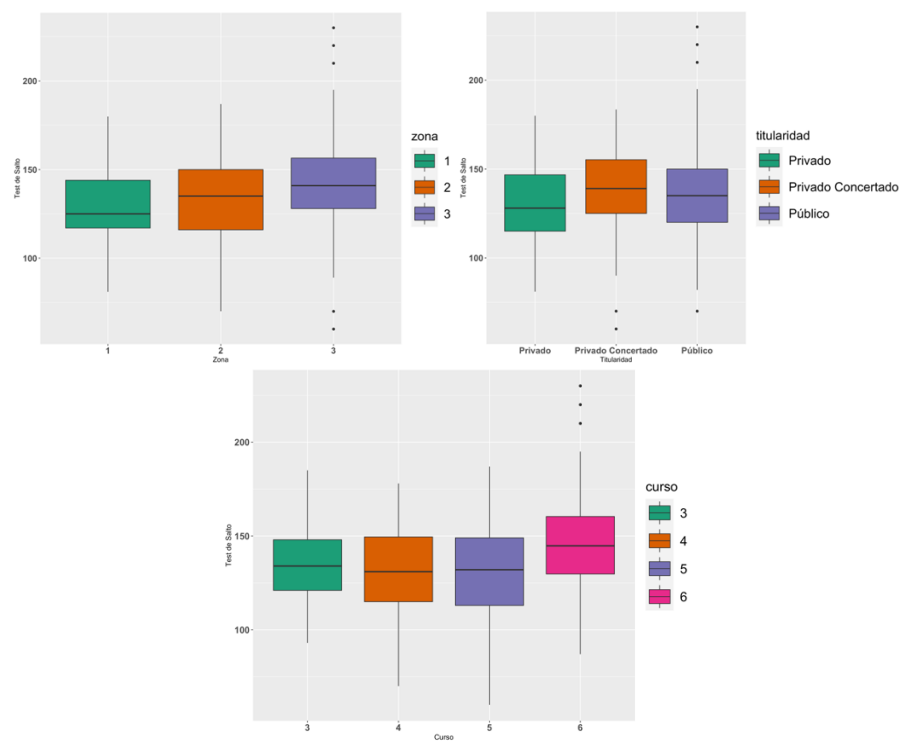 200
150
100
Test de Salto
1
2
3
Zona
zona
1
2
3
200
150
100
Test de Salto
Privado
Privado Concertado
Público
Titularidad
titularidad
Privado
Privado Concertado
Público
200
150
100
Test de Salto
3
4
5
6
Curso
curso
3
4
5
6